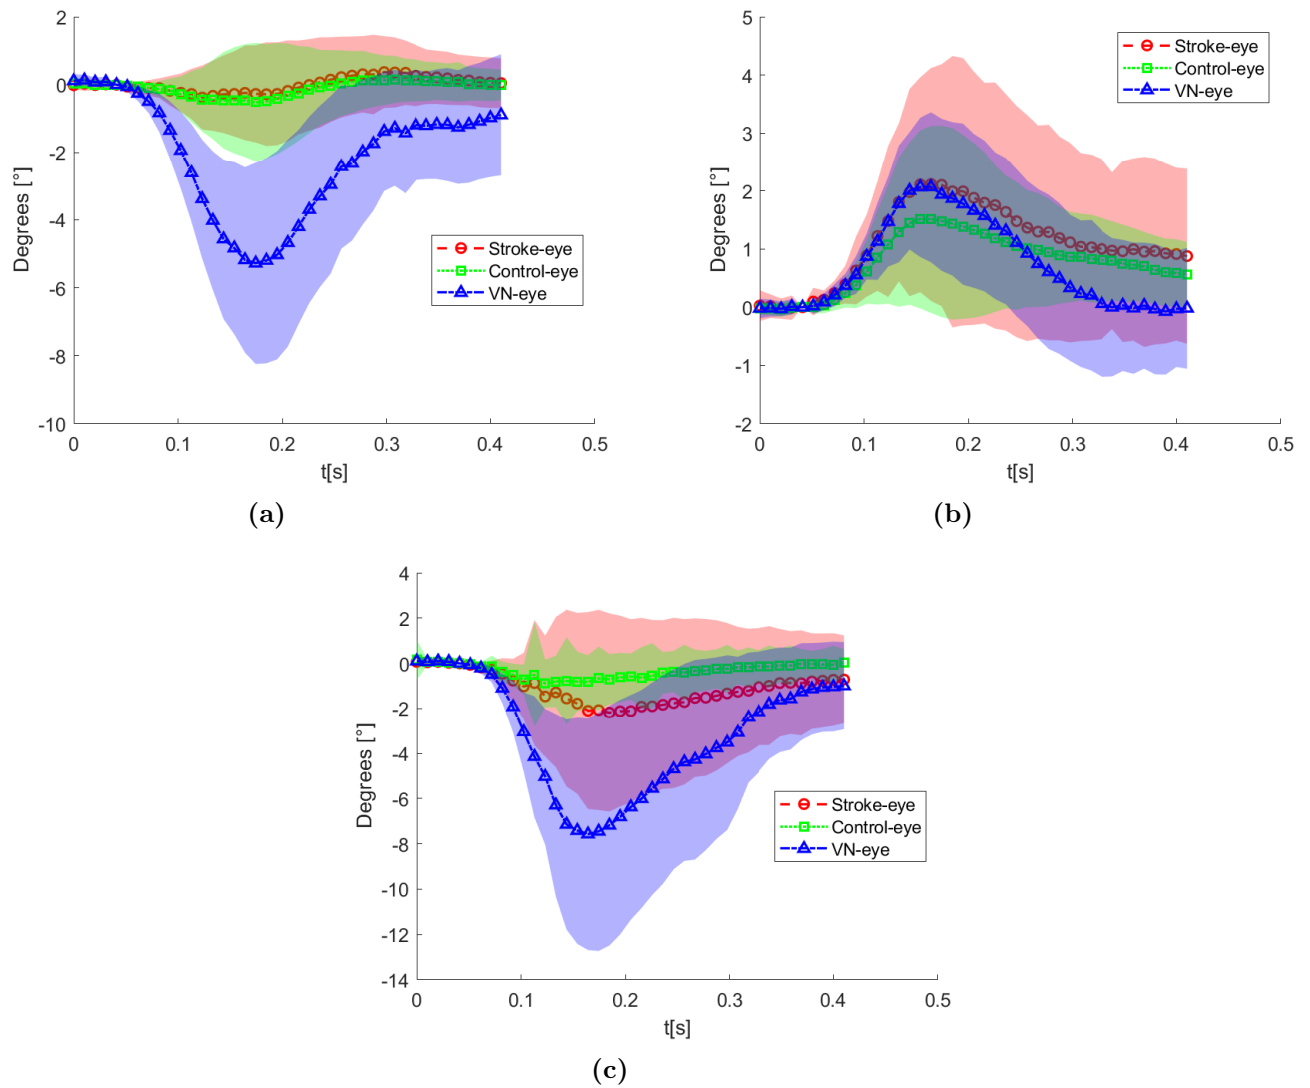 2
0
-2
-4
-6
-8
-10
Degrees [°]
0
0.1
0.2
0.3
0.4
0.5
t[s]
Stroke-eye
Control-eye
VN-eye
(a)
5
4
3
2
1
0
-1
-2
Degrees [°]
0
0.1
0.2
0.3
0.4
0.5
t[s]
Stroke-eye
Control-eye
VN-eye
(b)
4
2
0
-2
-4
-6
-8
-10
-12
-14
Degrees [°]
0
0.1
0.2
0.3
0.4
0.5
t[s]
Stroke-eye
Control-eye
VN-eye
(c)